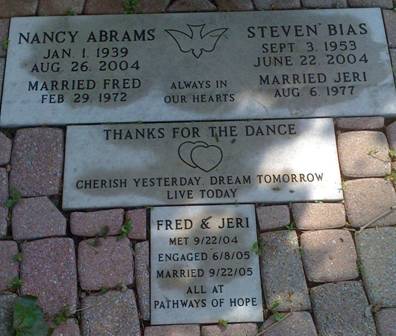 NANCY ABRAMS
JAN. 1, 1939
AUG. 26, 2004
MARRIED FRED
FEB. 29, 1972
ALWAYS IN
OUR HEARTS
STEVEN BIAS
SEPT. 3, 1953
JUNE 22, 2004
MARRIED JERI
AUG. 6, 1977
THANKS FOR THE DANCE
CHERISH YESTERDAY, DREAM TOMORROW
LIVE TODAY
FRED & JERI
MET 9/22/04
ENGAGED 6/8/05
MARRIED 9/22/05
ALL AT
PATHWAYS OF HOPE